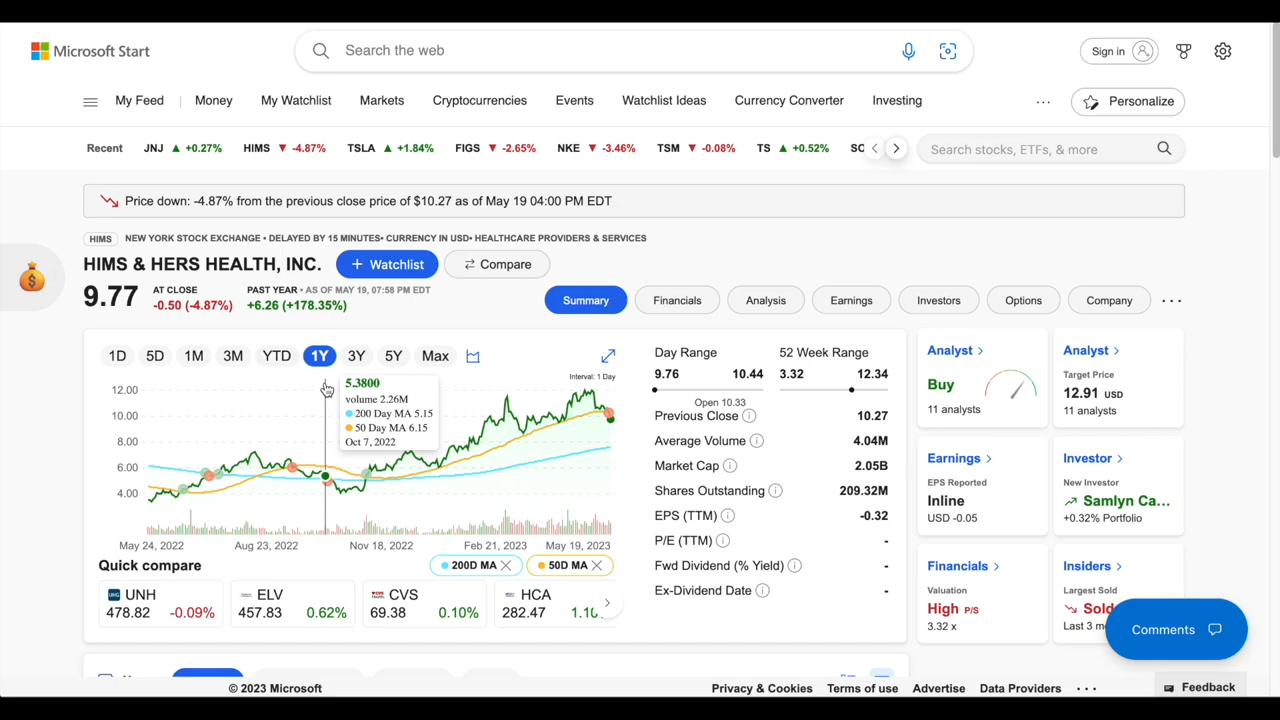 Microsoft Start
Search the web
Sign in
My Feed Money My Watchlist Markets Cryptocurrencies Events Watchlist Ideas Currency Converter Investing ... Personalize
Recent JNJ ▲ +0.27% HIMS ▼ -4.87% TSLA ▲ +1.84% FIGS ▼ -2.65% NKE ▼ -3.46% TSM ▼ -0.08% TS ▲ +0.52%
Search stocks, ETFs, & more
Price down: -4.87% from the previous close price of $10.27 as of May 19 04:00 PM EDT
HIMS NEW YORK STOCK EXCHANGE • DELAYED BY 15 MINUTES• CURRENCY IN USD• HEALTHCARE PROVIDERS & SERVICES
HIMS & HERS HEALTH, INC. + Watchlist Compare
9.77
AT CLOSE
-0.50 (-4.87%)
PAST YEAR • AS OF MAY 19, 07:58 PM EDT
+6.26 (+178.35%)
Summary Financials Analysis Earnings Investors Options Company ...
1D 5D 1M 3M YTD 1Y 3Y 5Y Max
Interval: 1 Day
12.00
10.00
8.00
6.00
4.00
5.3800
volume 2.26M
200 Day MA 5.15
50 Day MA 6.15
Oct 7, 2022
May 24, 2022 Aug 23, 2022 Nov 18, 2022 Feb 21, 2023 May 19, 2023
Quick compare
200D MA 50D MA
UNH
478.82 -0.09%
ELV
457.83 0.62%
CVS
69.38 0.10%
HCA
282.47
Day Range
9.76 10.44
Open 10.33
52 Week Range
3.32 12.34
Previous Close 10.27
Average Volume 4.04M
Market Cap 2.05B
Shares Outstanding 209.32M
EPS (TTM) -0.32
P/E (TTM) -
Fwd Dividend (% Yield) -
Ex-Dividend Date -
Analyst
Buy
11 analysts
Analyst
Target Price
12.91 USD
11 analysts
Earnings
EPS Reported
Inline
USD -0.05
Investor
New Investor
Samlyn Ca...
+0.32% Portfolio
Financials
Valuation
High P/S
3.32 x
Insiders
Largest Sold
Sold
Last 3
Comments
© 2023 Microsoft
Privacy & Cookies Terms of use Advertise Data Providers ...
Feedback